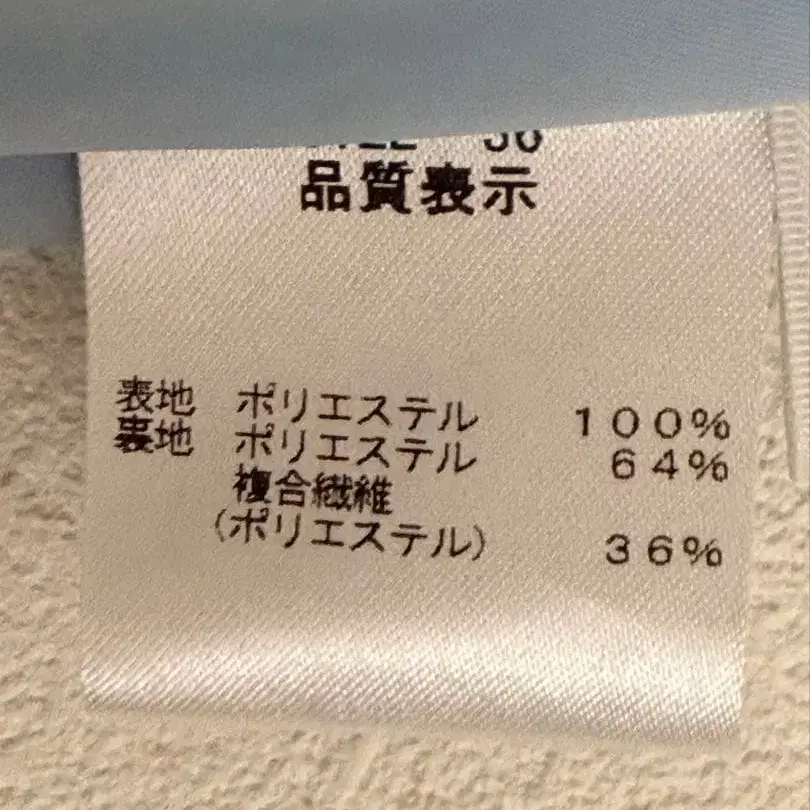 品質表示
表地 ポリエステル 100%
裏地 ポリエステル 64%
複合繊維
(ポリエステル) 36%